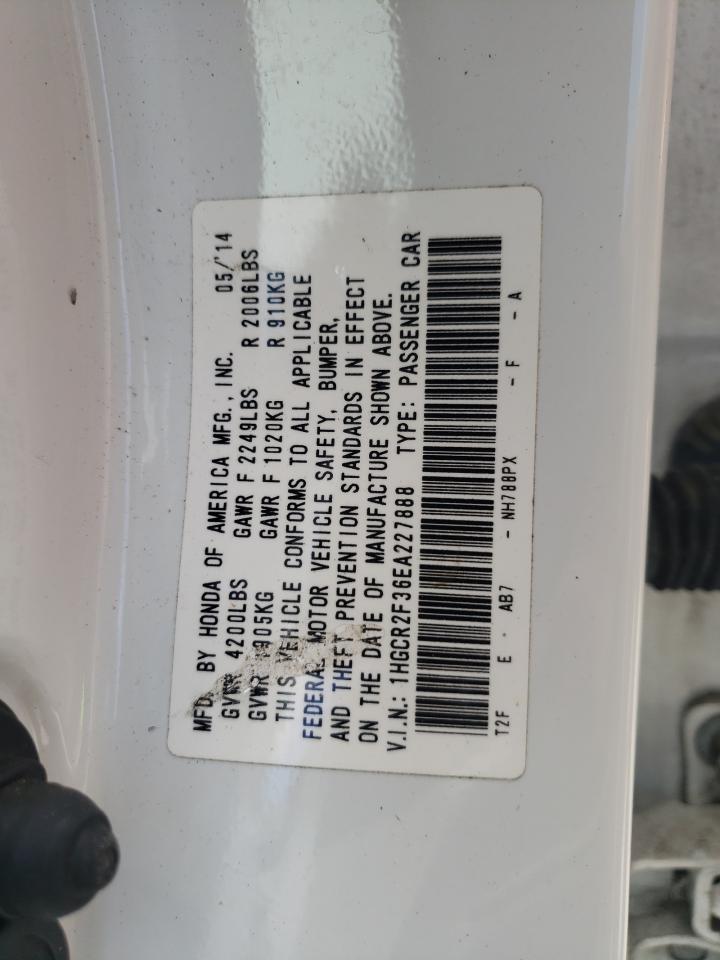 MFD. BY HONDA OF AMERICA MFG., INC. 05/'14
GVWR 4200LBS GAWR F 2249LBS R 2006LBS
GVWR 1905KG GAWR F 1020KG R 910KG
THIS VEHICLE CONFORMS TO ALL APPLICABLE
FEDERAL MOTOR VEHICLE SAFETY, BUMPER,
AND THEFT PREVENTION STANDARDS IN EFFECT
ON THE DATE OF MANUFACTURE SHOWN ABOVE.
V.I.N.: 1HGCR2F36EA227888 TYPE: PASSENGER CAR
T2F E - AB7 - NH788PX - F - A